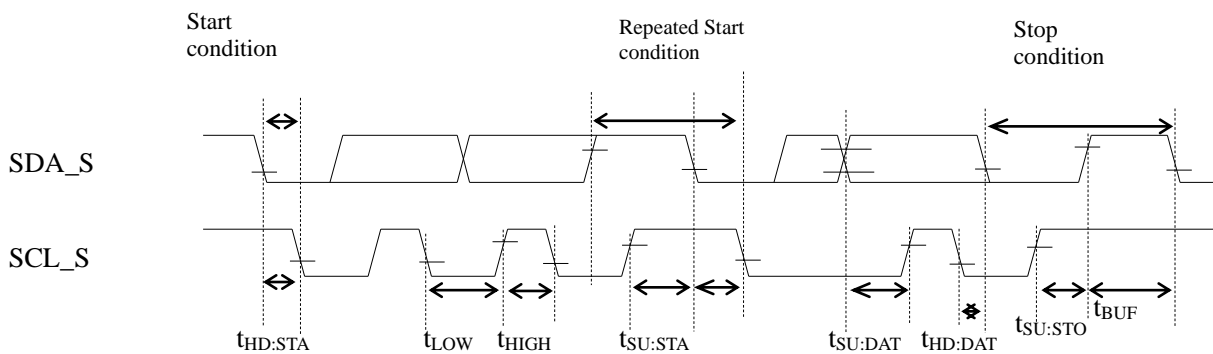 Start
condition
Repeated Start
condition
Stop
condition
SDA_S
SCL_S
tHD:STA
tLOW
tHIGH
tSU:STA
tSU:DAT
tHD:DAT
tSU:STO
tBUF